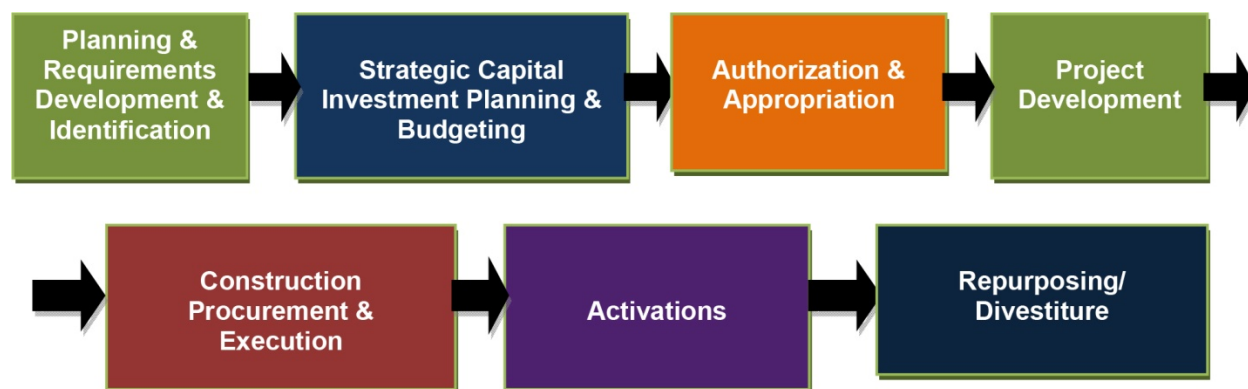 Planning &
Requirements
Development &
Identification
Strategic Capital
Investment Planning &
Budgeting
Authorization &
Appropriation
Project
Development
Construction
Procurement &
Execution
Activations
Repurposing/
Divestiture